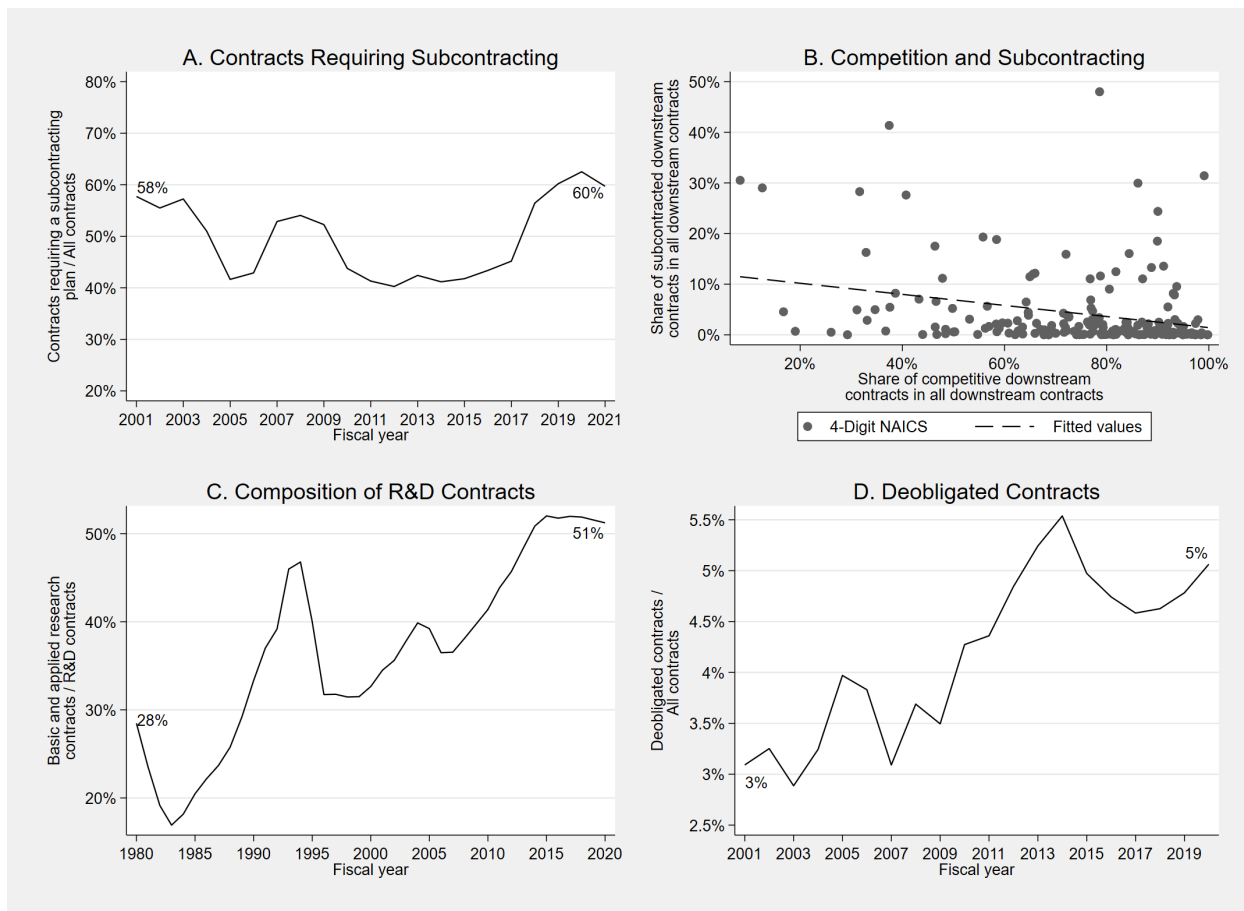 A. Contracts Requiring Subcontracting
Contracts requiring a subcontracting
plan / All contracts
80%
70%
60%
50%
40%
30%
20%
58%
60%
2001 2003 2005 2007 2009 2011 2013 2015 2017 2019 2021
Fiscal year
B. Competition and Subcontracting
Share of subcontracted downstream
contracts in all downstream contracts
50%
40%
30%
20%
10%
0%
20% 40% 60% 80% 100%
Share of competitive downstream
contracts in all downstream contracts
4-Digit NAICS Fitted values
C. Composition of R&D Contracts
Basic and applied research
contracts / R&D contracts
50%
40%
30%
20%
28%
51%
1980 1985 1990 1995 2000 2005 2010 2015 2020
Fiscal year
D. Deobligated Contracts
Deobligated contracts /
All contracts
5.5%
5%
4.5%
4%
3.5%
3%
2.5%
3%
5%
2001 2003 2005 2007 2009 2011 2013 2015 2017 2019
Fiscal year